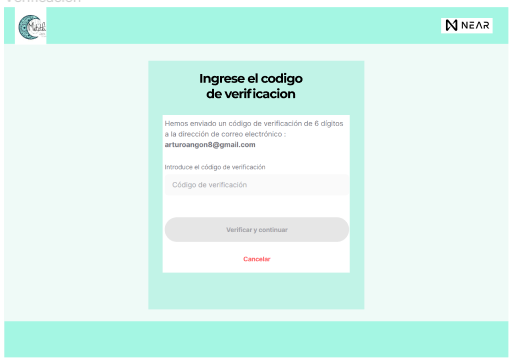 Verificación
NEAR
Ingrese el codigo
de verificacion
Hemos enviado un código de verificación de 6 dígitos
a la dirección de correo electrónico :
arturoangon8@gmail.com
Introduce el código de verificación
Código de verificación
Verificar y continuar
Cancelar